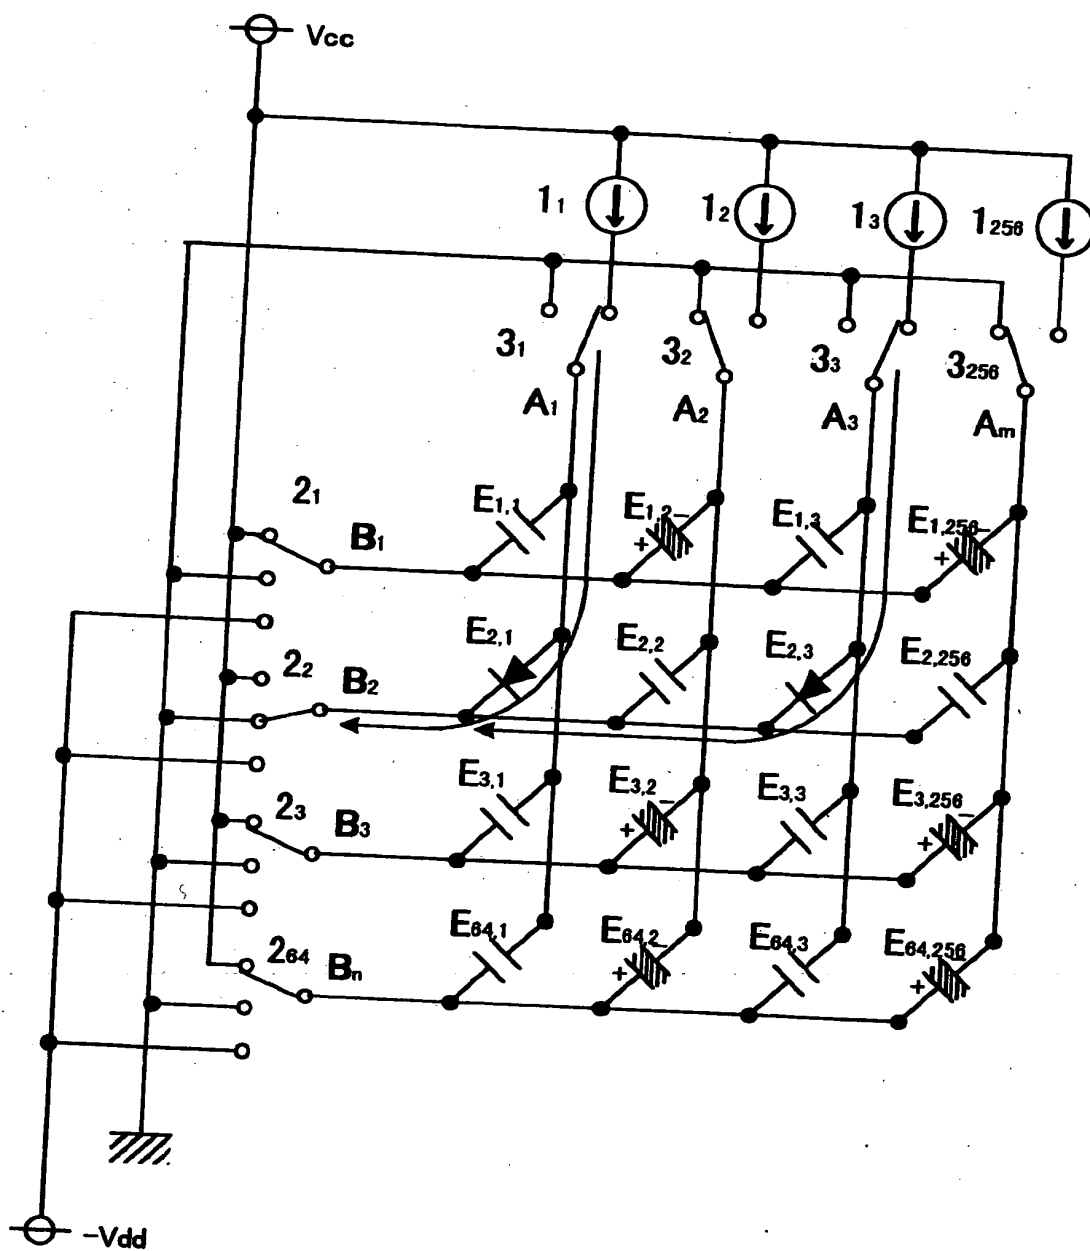 Vcc
1₁ 1₂ 1₃ 1₂₅₆
3₁ 3₂ 3₃ 3₂₅₆
A₁ A₂ A₃ Aₘ
2₁ B₁ E₁,₁ E₁,₂ − + E₁,₃ E₁,₂₅₆ − +
2₂ B₂ E₂,₁ E₂,₂ E₂,₃ E₂,₂₅₆
2₃ B₃ E₃,₁ E₃,₂ − + E₃,₃ E₃,₂₅₆ − +
2₆₄ Bₙ E₆₄,₁ E₆₄,₂ − + E₆₄,₃ E₆₄,₂₅₆ − +
−Vdd